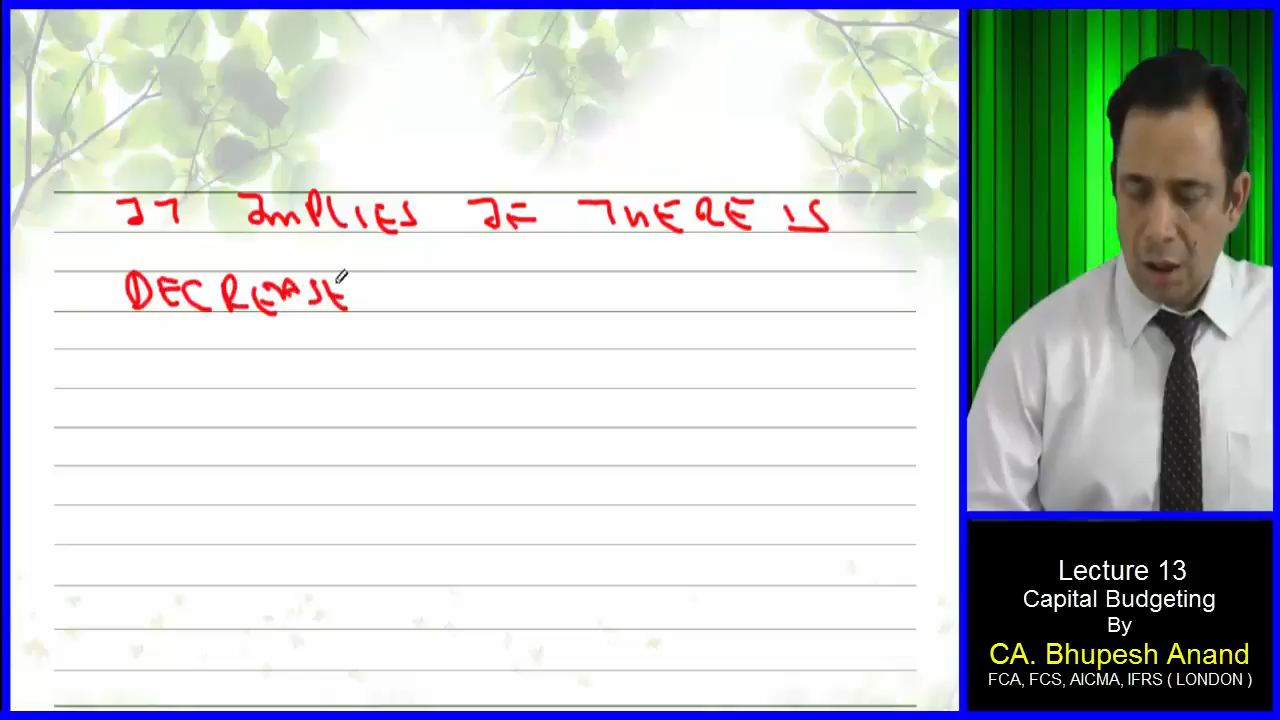 IT IMPLIES IF THERE IS
DECREASE
Lecture 13
Capital Budgeting
By
CA. Bhupesh Anand
FCA, FCS, AICMA, IFRS ( LONDON )